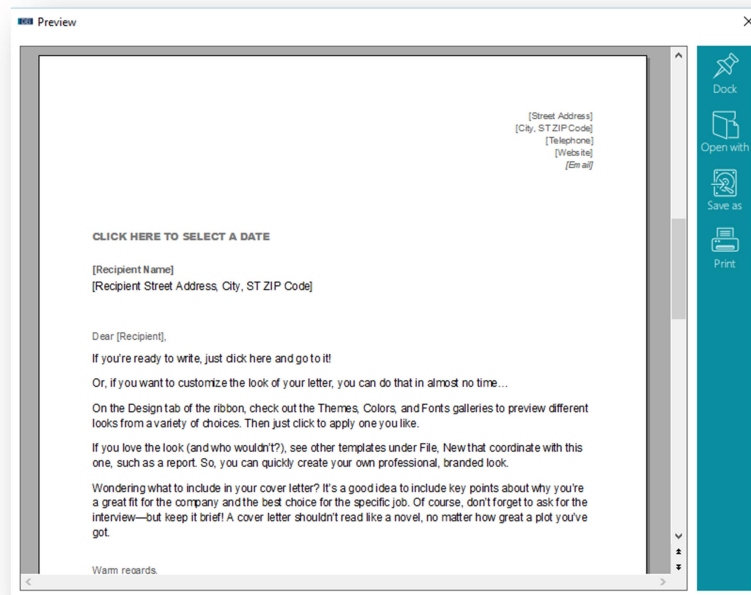 Preview
[Street Address]
[City, ST ZIP Code]
[Telephone]
[Website]
[Email]
CLICK HERE TO SELECT A DATE
[Recipient Name]
[Recipient Street Address, City, ST ZIP Code]
Dear [Recipient],
If you're ready to write, just click here and go to it!
Or, if you want to customize the look of your letter, you can do that in almost no time…
On the Design tab of the ribbon, check out the Themes, Colors, and Fonts galleries to preview different
looks from a variety of choices. Then just click to apply one you like.
If you love the look (and who wouldn't?), see other templates under File, New that coordinate with this
one, such as a report. So, you can quickly create your own professional, branded look.
Wondering what to include in your cover letter? It's a good idea to include key points about why you're
a great fit for the company and the best choice for the specific job. Of course, don't forget to ask for the
interview—but keep it brief! A cover letter shouldn't read like a novel, no matter how great a plot you've
got.
Warm regards,
Dock
Open with
Save as
Print